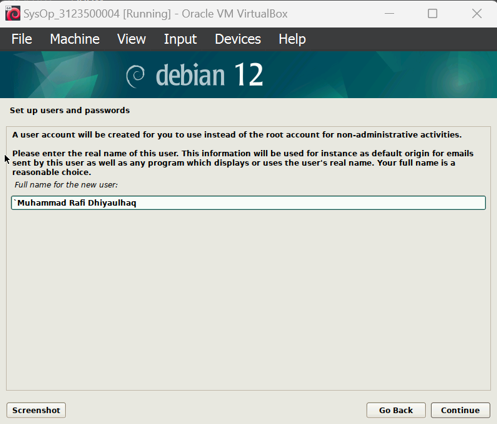 SysOp_3123500004 [Running] - Oracle VM VirtualBox
File Machine View Input Devices Help
debian 12
Set up users and passwords
A user account will be created for you to use instead of the root account for non-administrative activities.
Please enter the real name of this user. This information will be used for instance as default origin for emails
sent by this user as well as any program which displays or uses the user's real name. Your full name is a
reasonable choice.
Full name for the new user:
`Muhammad Rafi Dhiyaulhaq
Screenshot
Go Back Continue